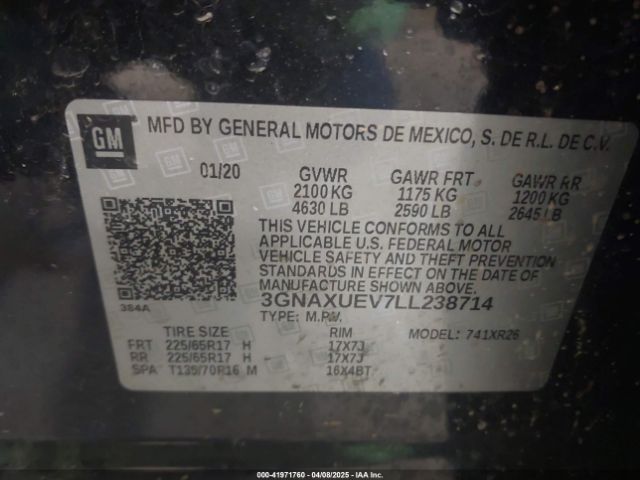 GM MFD BY GENERAL MOTORS DE MEXICO, S. DE R.L. DE C.V.
01/20 GVWR GAWR FRT GAWR RR
2100 KG 1175 KG 1200 KG
4630 LB 2590 LB 2645 LB
THIS VEHICLE CONFORMS TO ALL
APPLICABLE U.S. FEDERAL MOTOR
VEHICLE SAFETY AND THEFT PREVENTION
STANDARDS IN EFFECT ON THE DATE OF
MANUFACTURE SHOWN ABOVE.
384A 3GNAXUEV7LL238714
TYPE: M.P.V. MODEL: 741XR26
TIRE SIZE RIM
FRT 225/65R17 H 17X7J
RR 225/65R17 H 17X7J
SPA T135/70R16 M 16X4BT
000-41971760 | 04/08/2025 | IAA Inc.